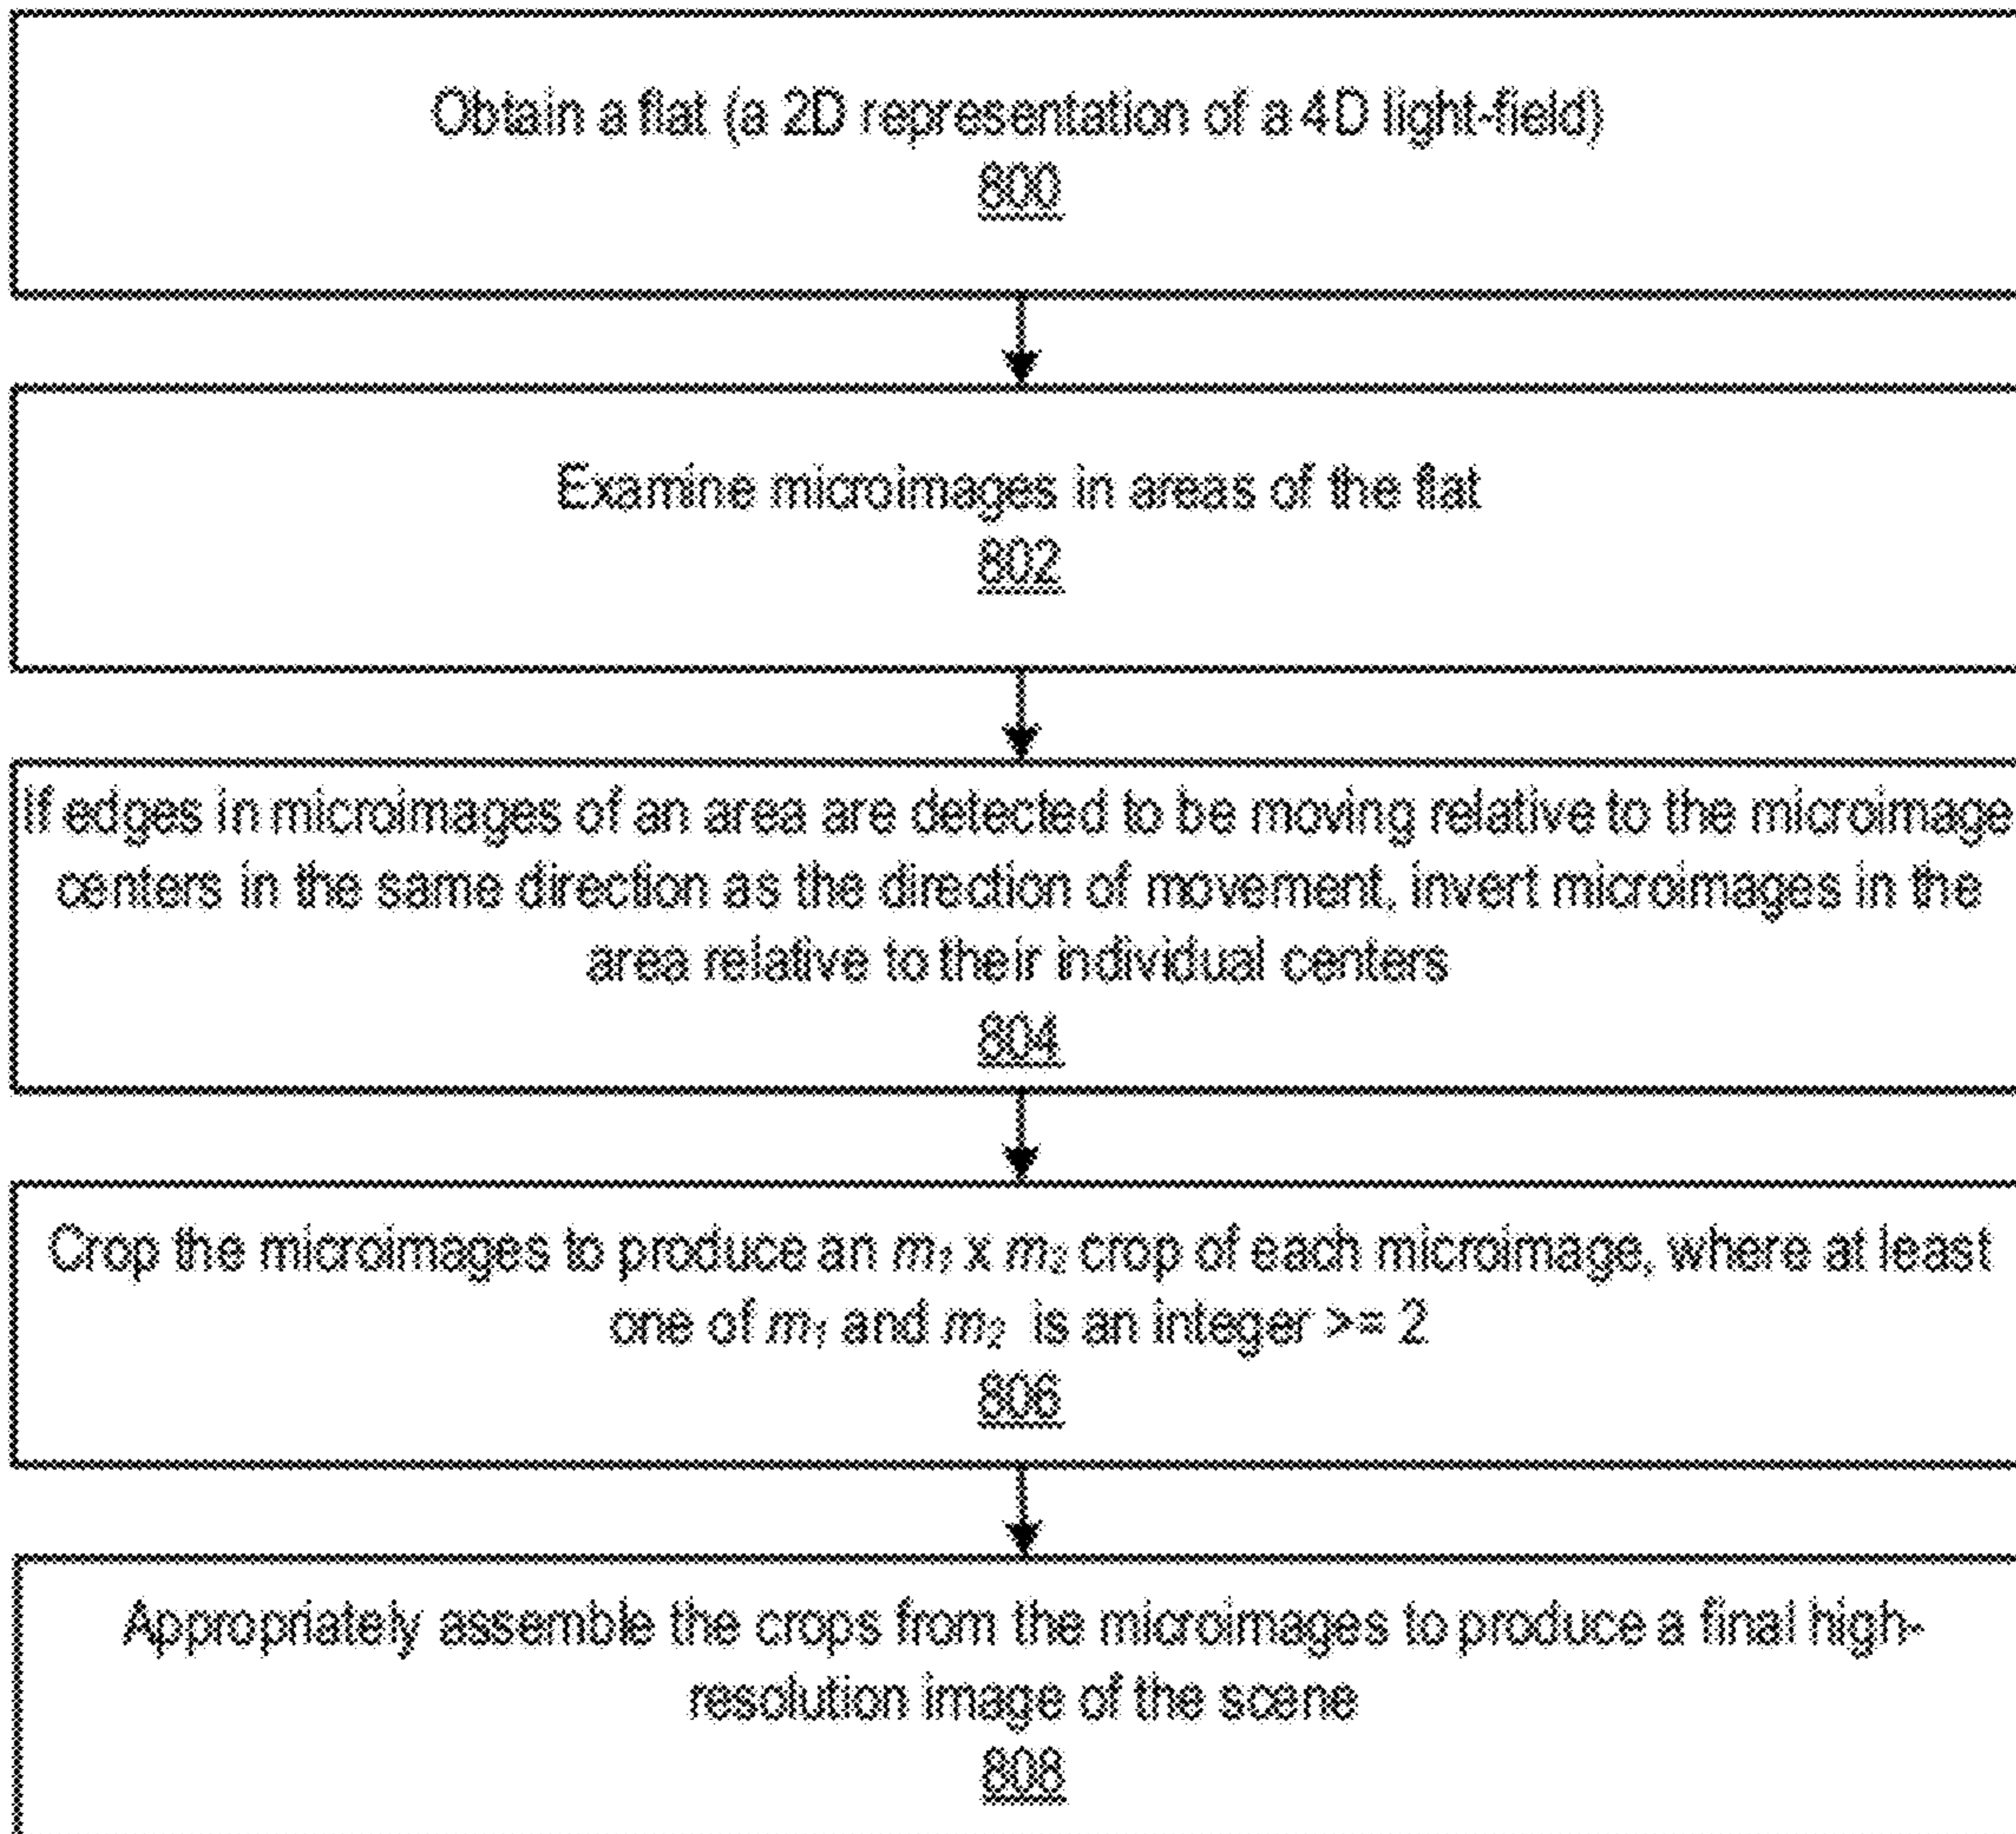 Obtain a flat (a 2D representation of a 4D light-field)
800
Examine microimages in areas of the flat
802
If edges in microimages of an area are detected to be moving relative to the microimage
centers in the same direction as the direction of movement, invert microimages in the
area relative to their individual centers
804
Crop the microimages to produce an m₁ x m₂ crop of each microimage, where at least
one of m₁ and m₂ is an integer >= 2
806
Appropriately assemble the crops from the microimages to produce a final high-
resolution image of the scene
808